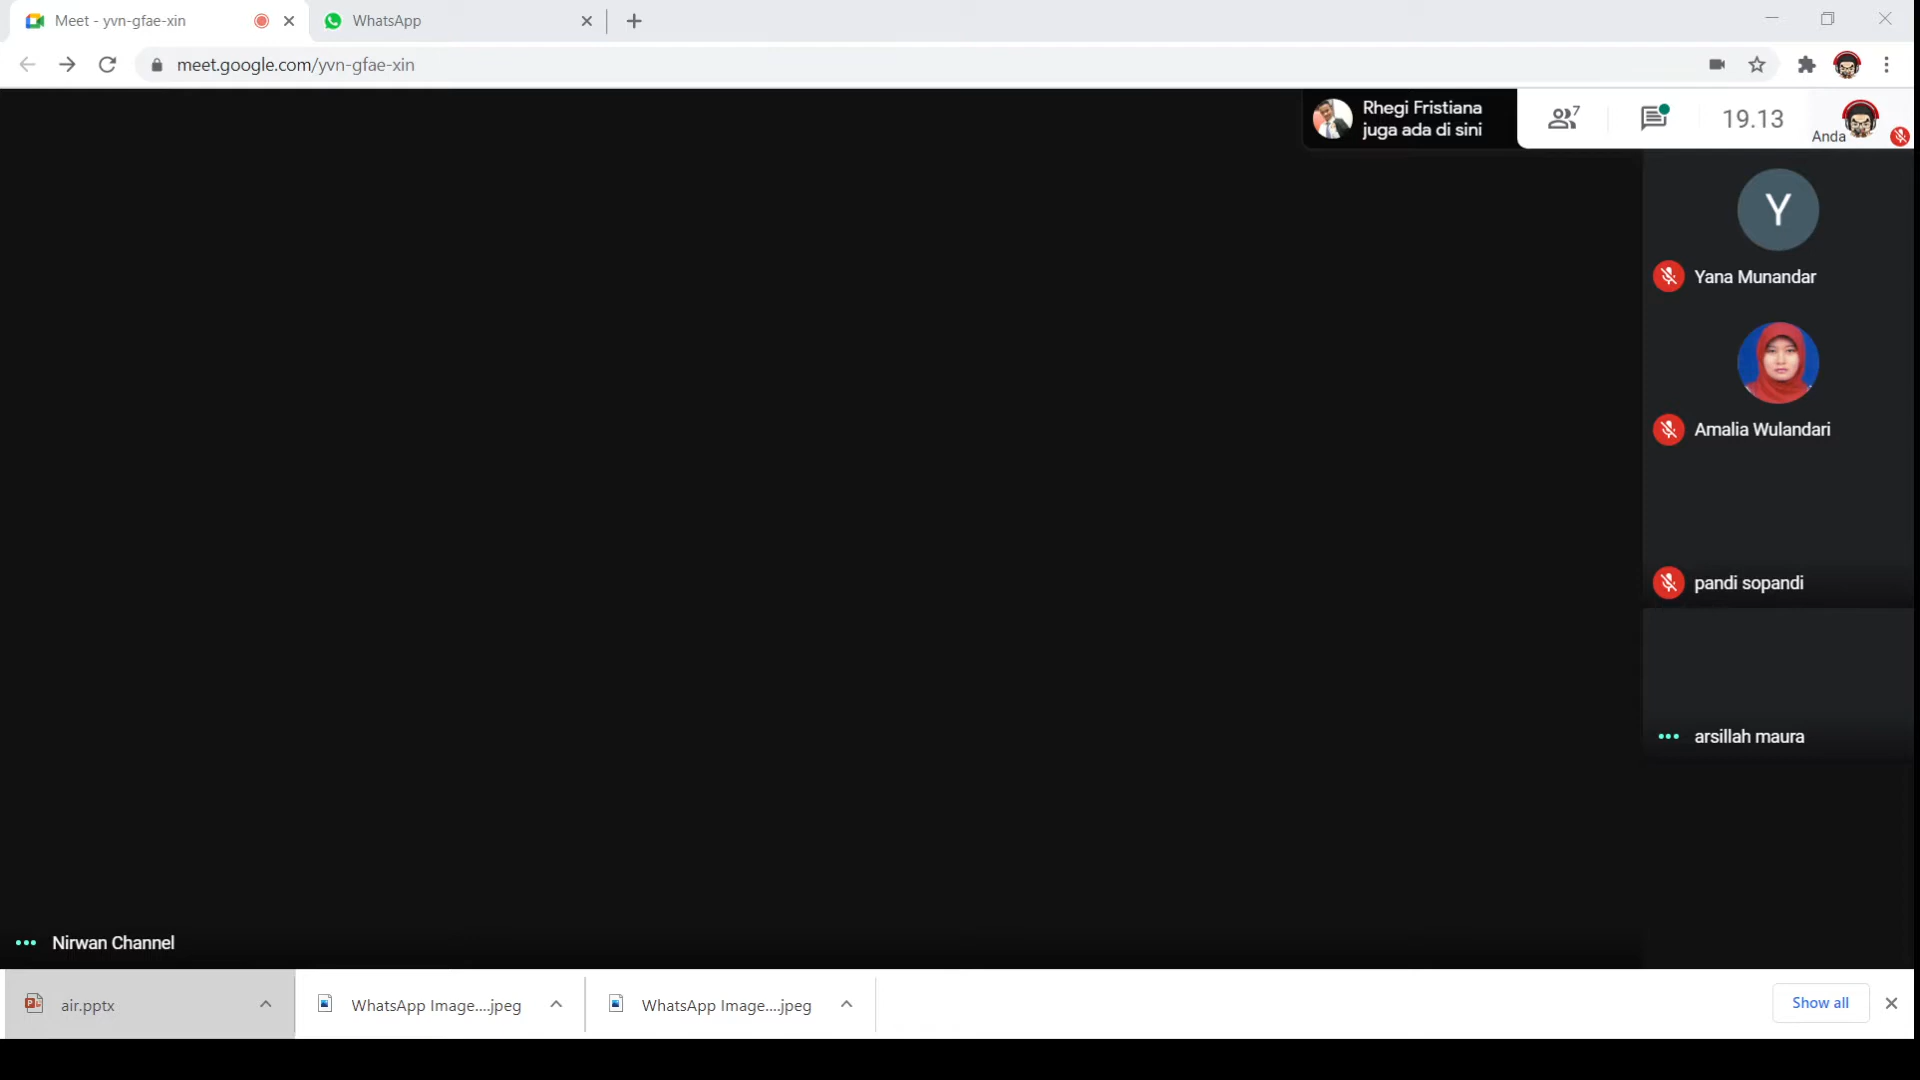 Meet - yvn-gfae-xin
WhatsApp
meet.google.com/yvn-gfae-xin
Rhegi Fristiana
juga ada di sini
7
19.13
Anda
Y
Yana Munandar
Amalia Wulandari
pandi sopandi
arsillah maura
Nirwan Channel
air.pptx
WhatsApp Image....jpeg
WhatsApp Image....jpeg
Show all